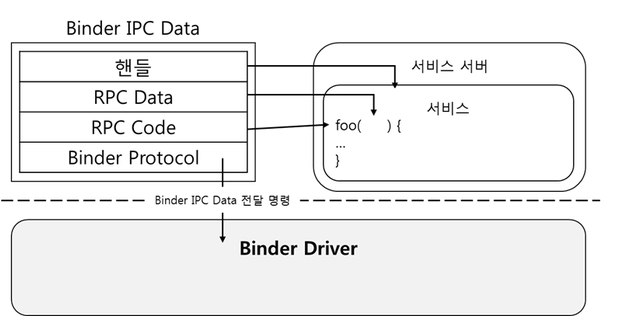 Binder IPC Data
핸들
RPC Data
RPC Code
Binder Protocol
서비스 서버
서비스
foo( ) {
...
}
Binder IPC Data 전달 명령
Binder Driver